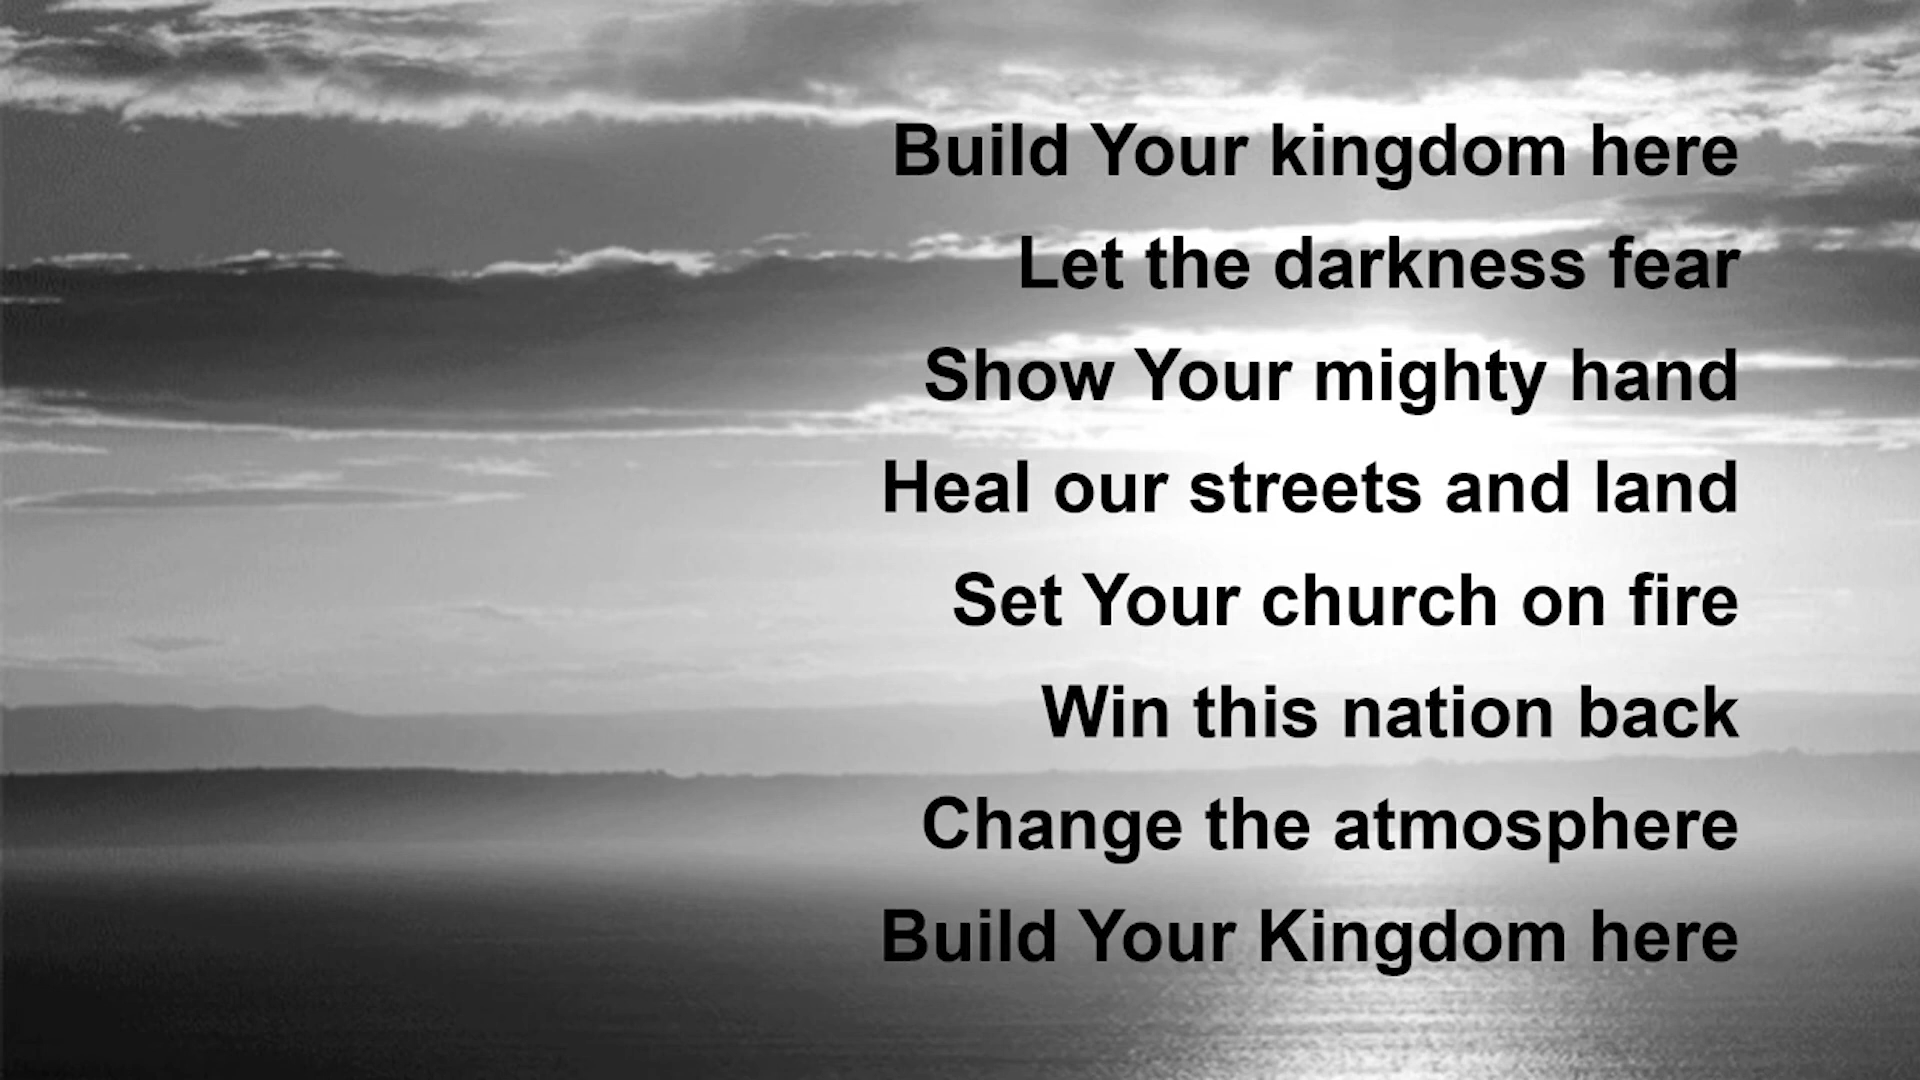 Build Your kingdom here
Let the darkness fear
Show Your mighty hand
Heal our streets and land
Set Your church on fire
Win this nation back
Change the atmosphere
Build Your Kingdom here